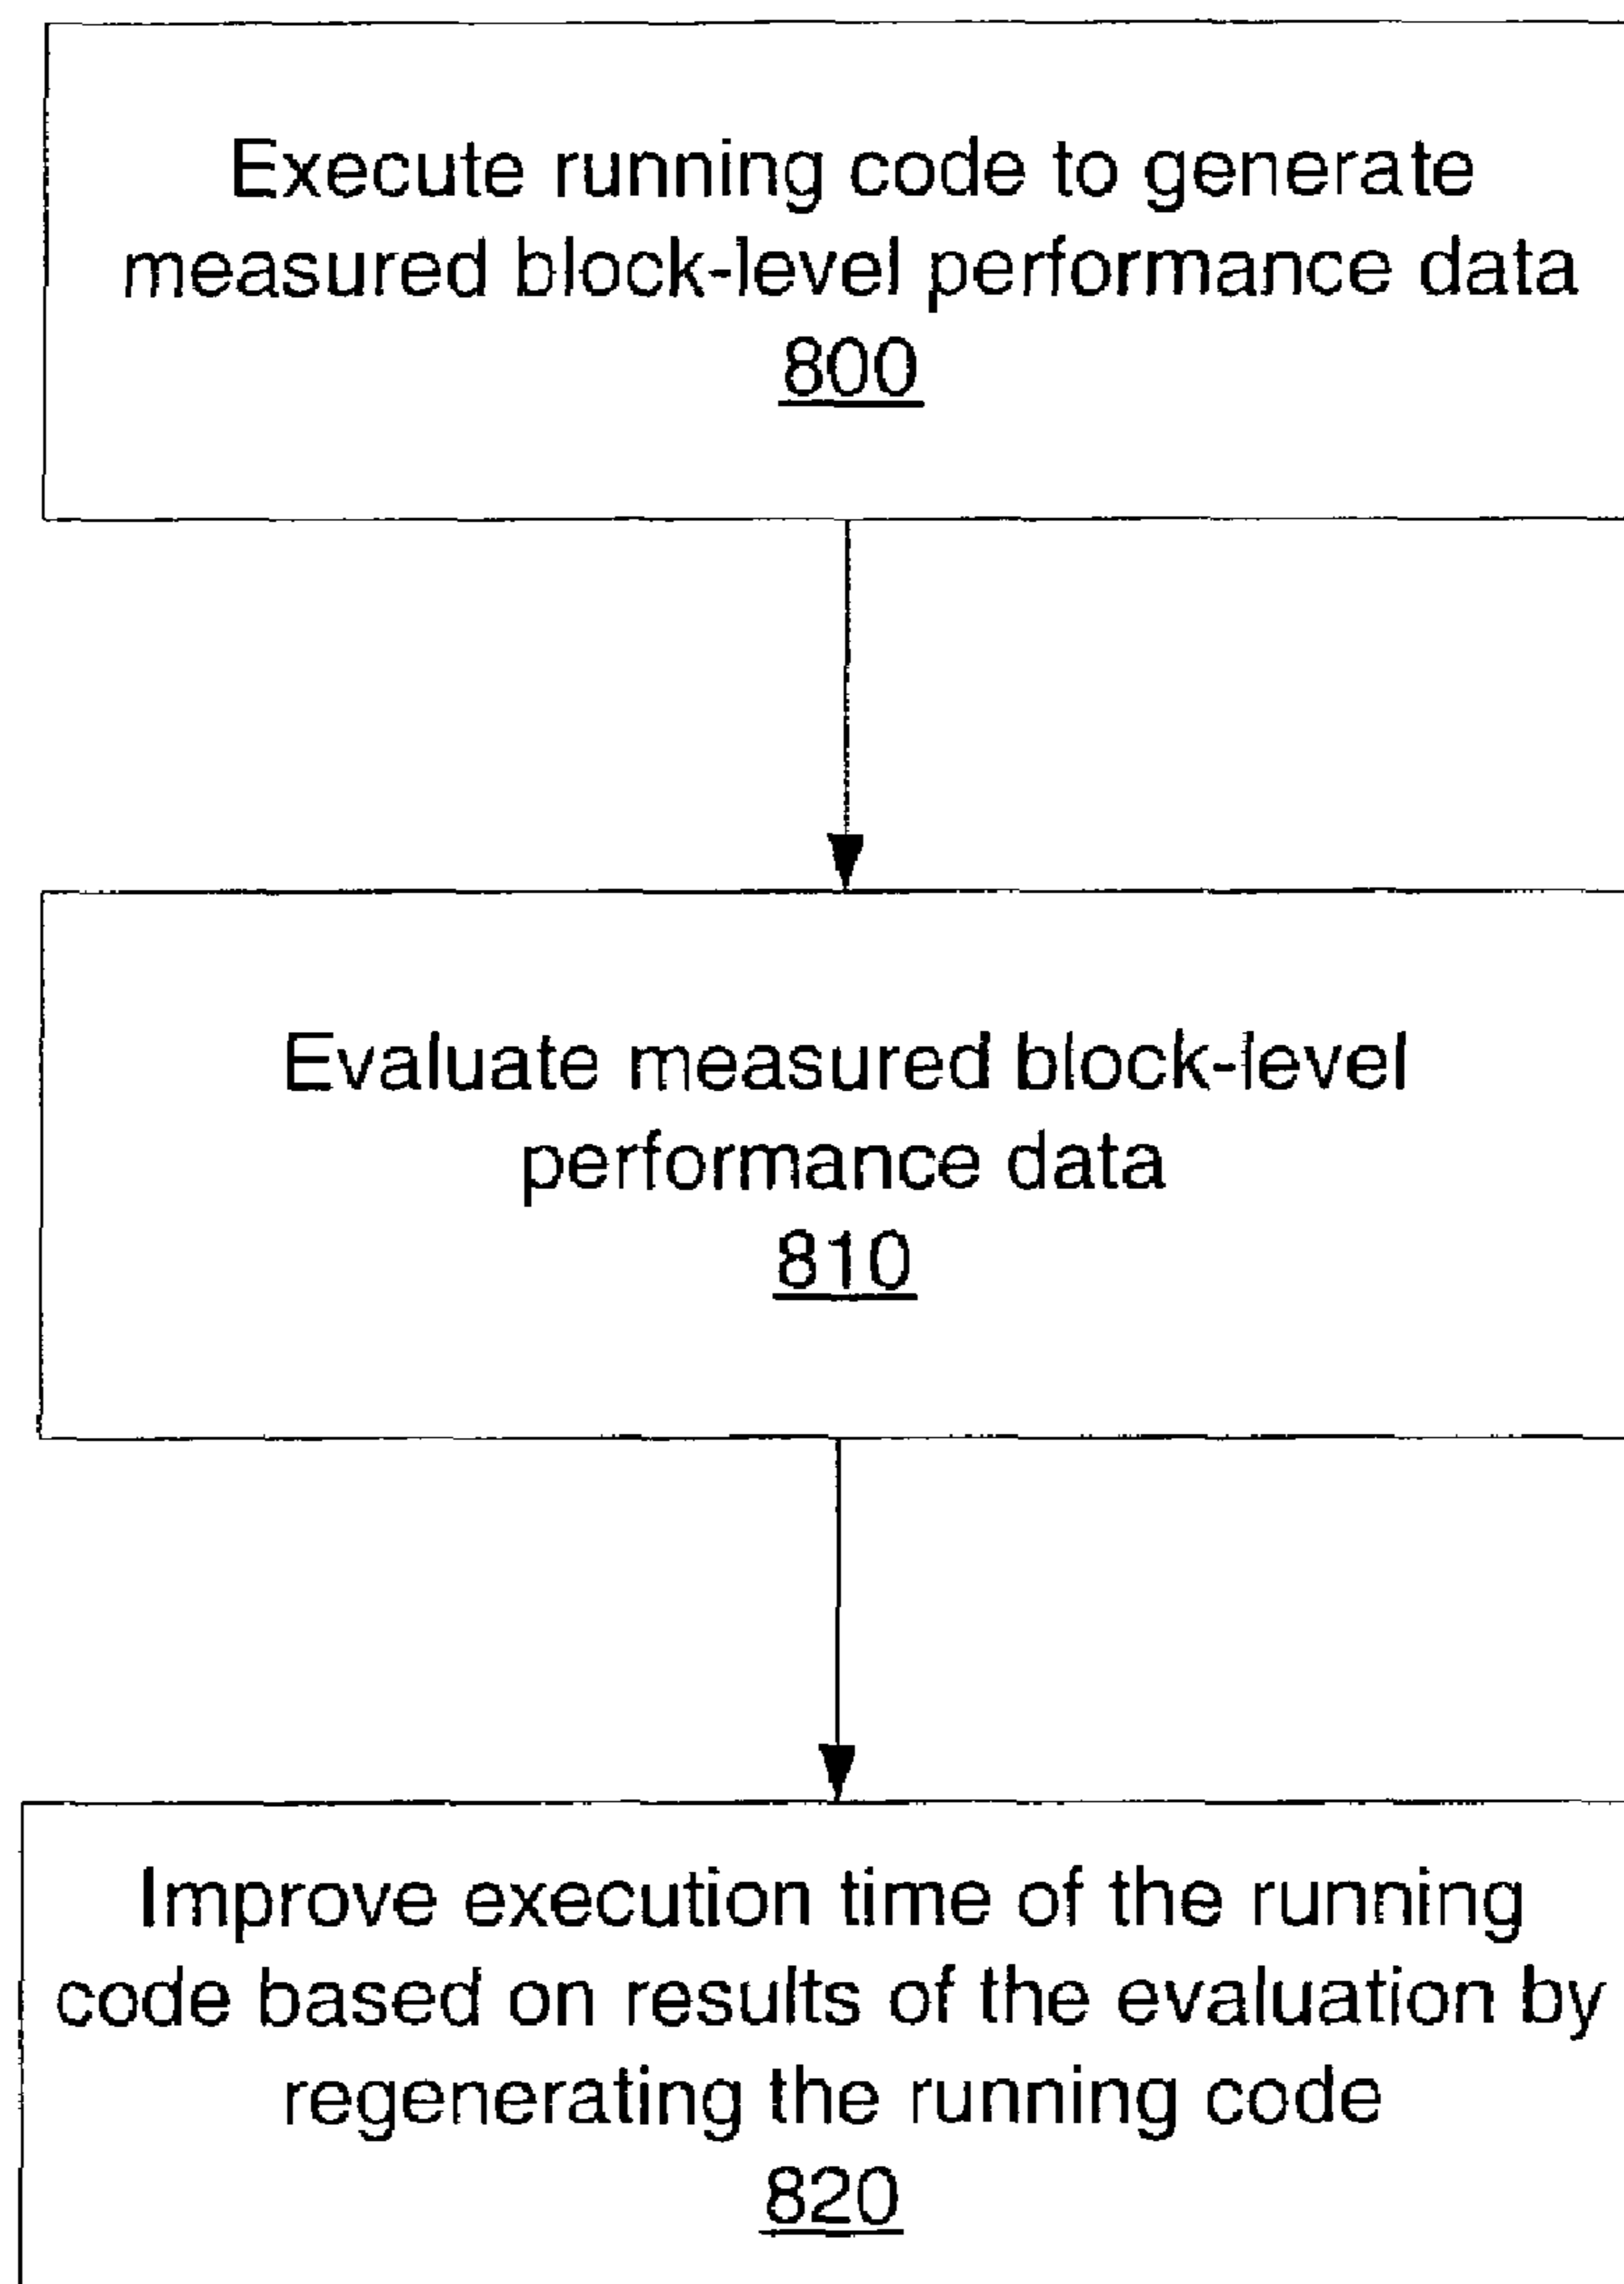 Execute running code to generate
measured block-level performance data
800
Evaluate measured block-level
performance data
810
Improve execution time of the running
code based on results of the evaluation by
regenerating the running code
820